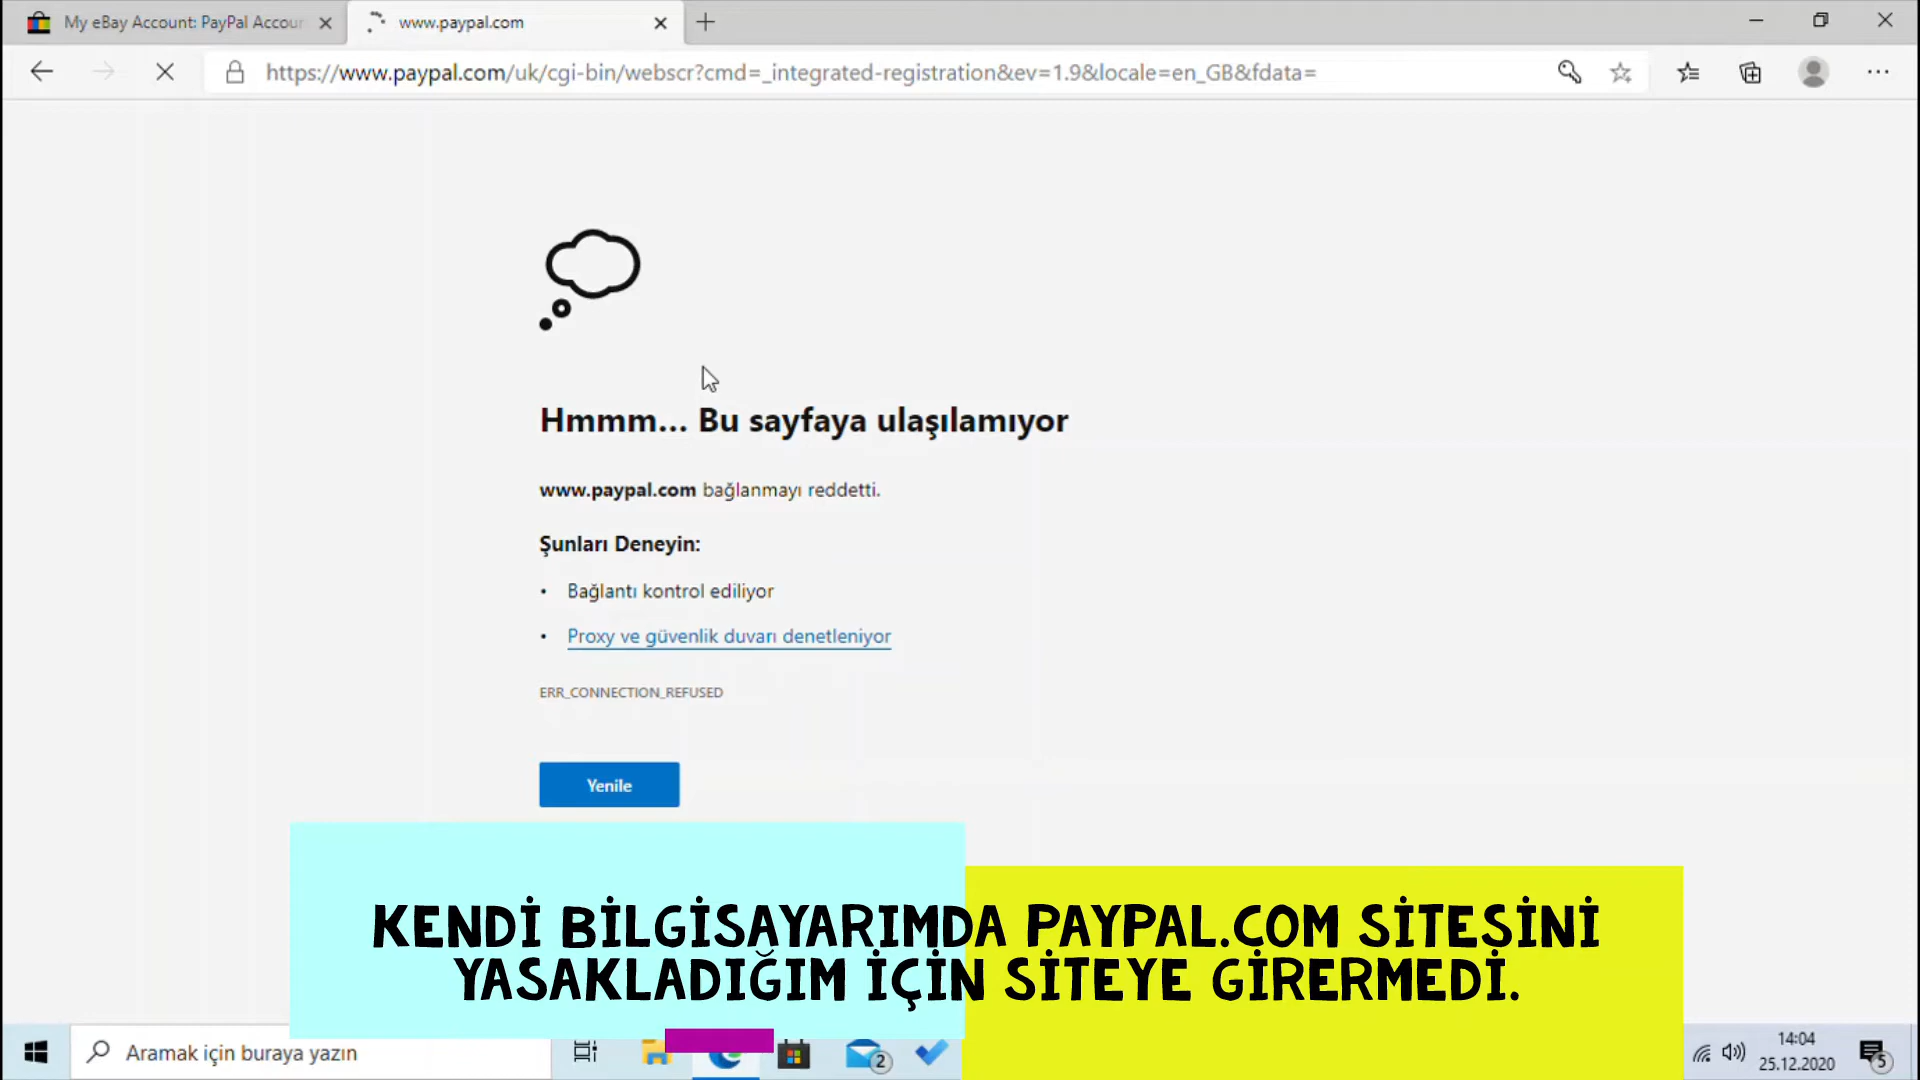 My eBay Account: PayPal Accour
www.paypal.com
https://www.paypal.com/uk/cgi-bin/webscr?cmd=_integrated-registration&ev=1.9&locale=en_GB&fdata=
Hmmm... Bu sayfaya ulaşılamıyor
www.paypal.com bağlanmayı reddetti.
Şunları Deneyin:
• Bağlantı kontrol ediliyor
• Proxy ve güvenlik duvarı denetleniyor
ERR_CONNECTION_REFUSED
Yenile
KENDİ BİLGİSAYARIMDA PAYPAL.COM SİTESİNİ
YASAKLADIĞIM İÇİN SİTEYE GİRERMEDİ.
Aramak için buraya yazın
2
14:04
25.12.2020
5